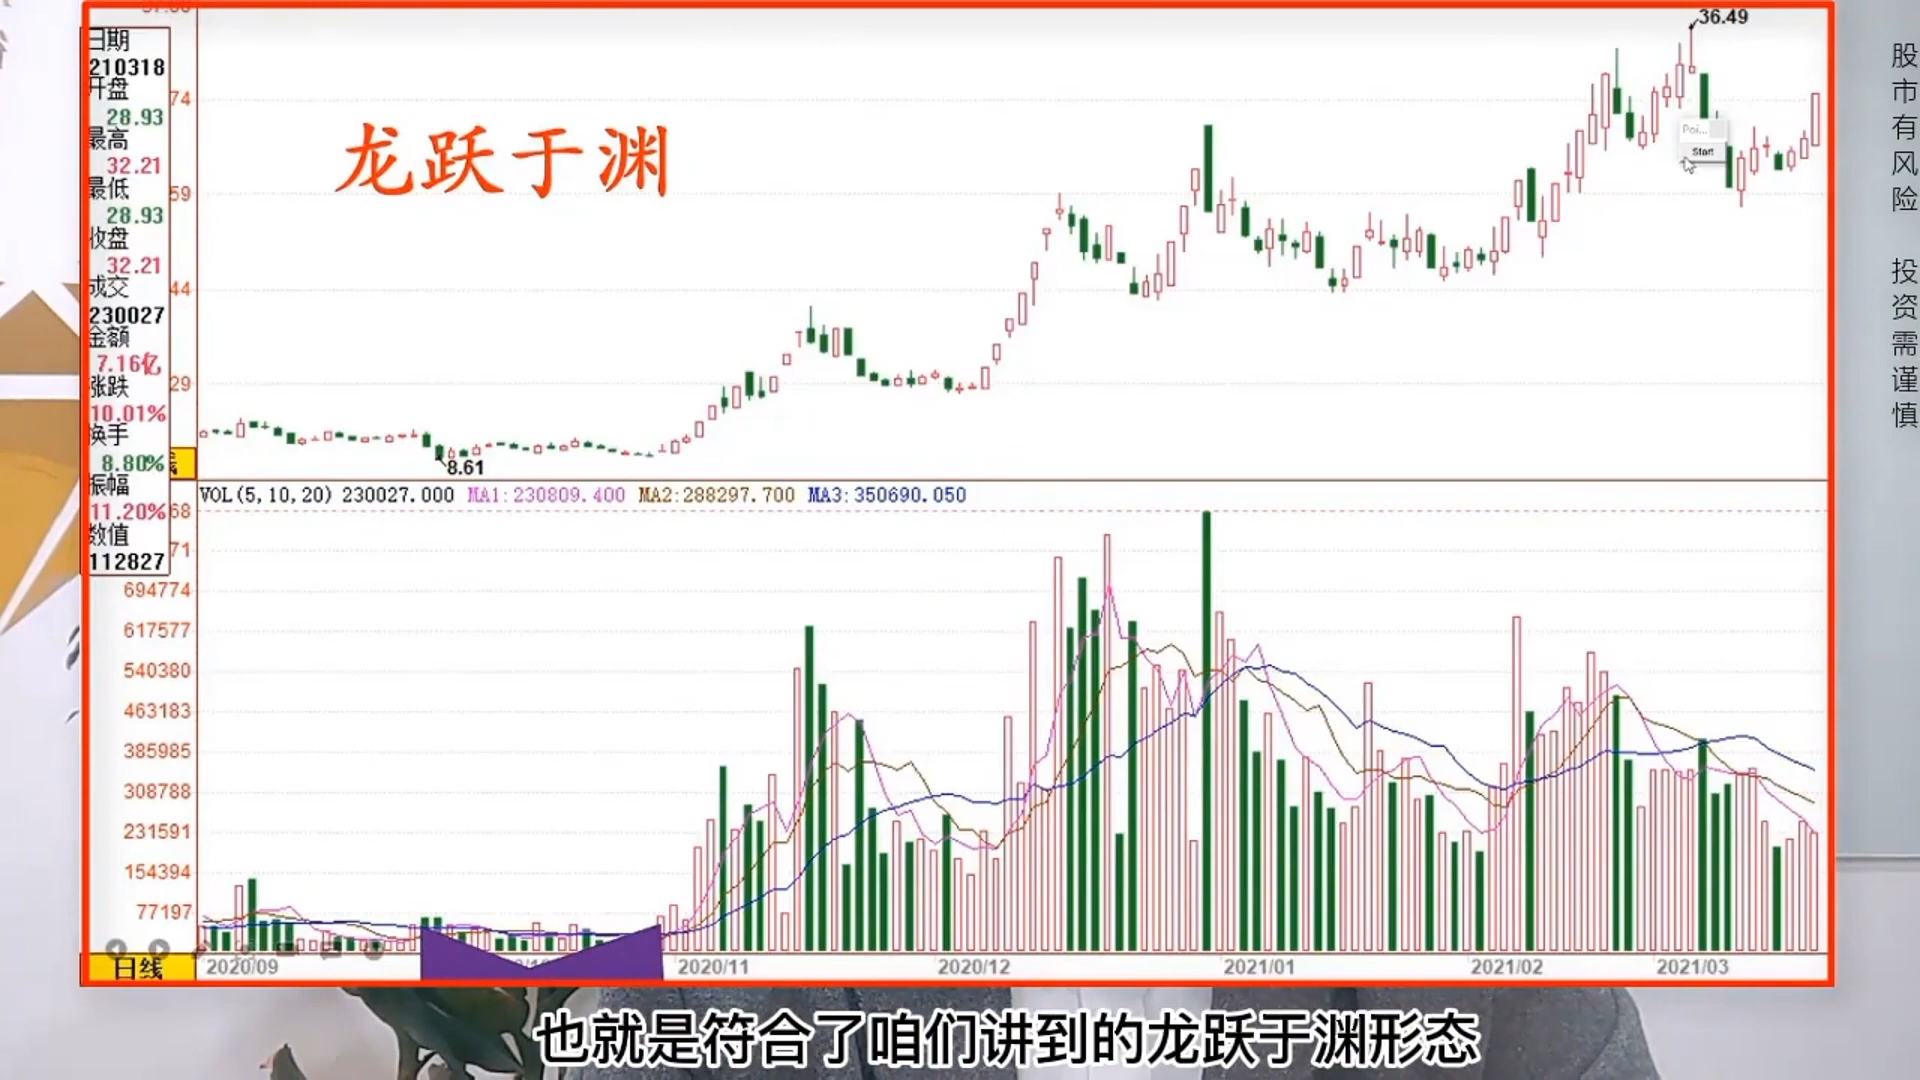 36.49
日期
210318
开盘
28.93
最高
32.21
最低
28.93
收盘
32.21
成交
230027
金额
7.16亿
涨跌
10.01%
换手
8.80%
振幅
11.20%
数值
112827
74
59
44
29
龙跃于渊
Poi...
Start
8.61
VOL(5,10,20) 230027.000 MA1:230809.400 MA2:288297.700 MA3:350690.050
68
71
694774
617577
540380
463183
385985
308788
231591
154394
77197
日线
2020/09
2020/11
2020/12
2021/01
2021/02
2021/03
股市有风险 投资需谨慎
也就是符合了咱们讲到的龙跃于渊形态